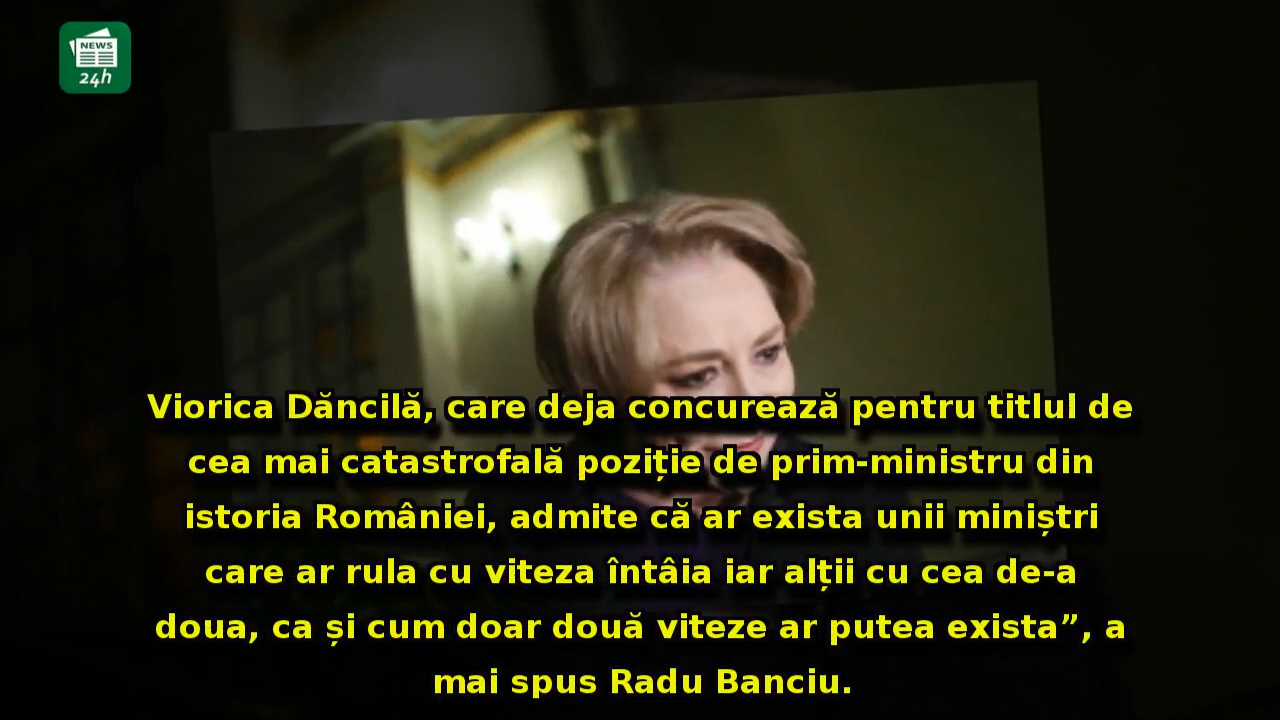 NEWS
24h
Viorica Dăncilă, care deja concurează pentru titlul de
cea mai catastrofală poziție de prim-ministru din
istoria României, admite că ar exista unii miniștri
care ar rula cu viteza întâia iar alții cu cea de-a
doua, ca și cum doar două viteze ar putea exista”, a
mai spus Radu Banciu.